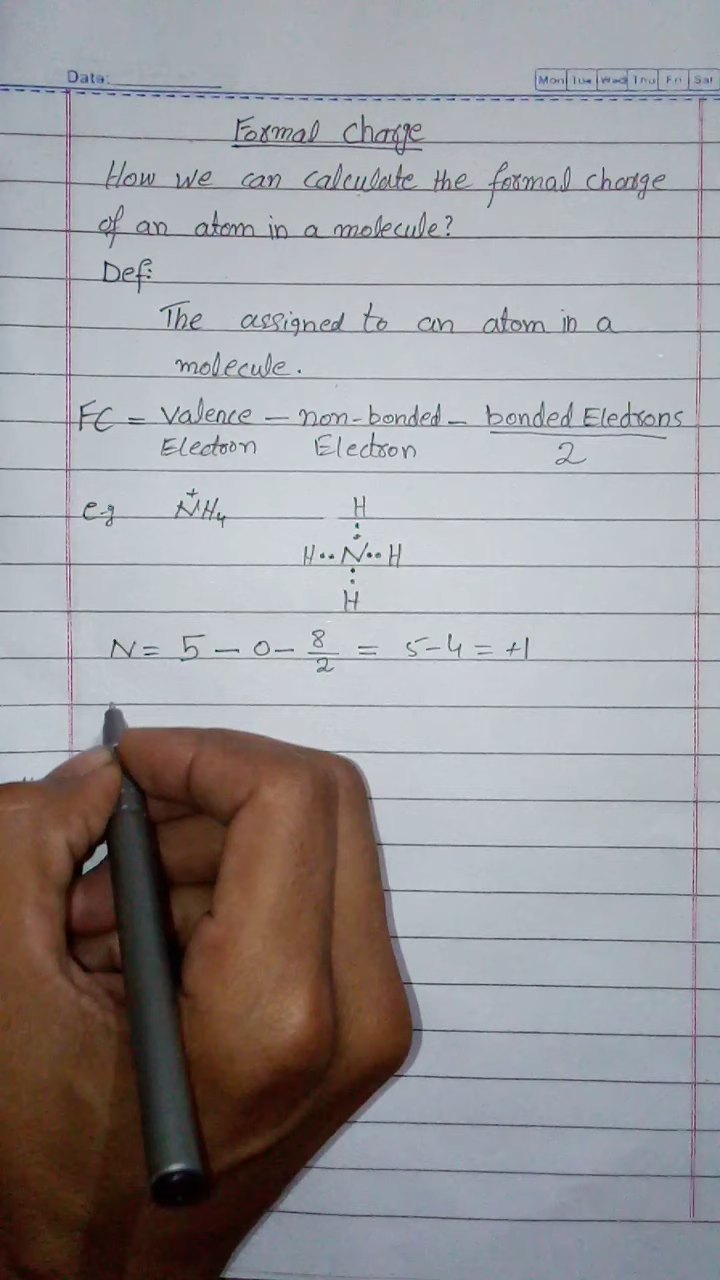 Date:
Mon Tue Wed Thu Fri Sat
Formal Charge
How we can calculate the formal charge
of an atom in a molecule?
Def:
The assigned to an atom in a
molecule.
FC = Valence Electron − non-bonded Electron − bonded Electrons / 2
e.g N⁺H₄
H
H••N••H
H
N = 5 − 0 − 8/2 = 5−4 = +1